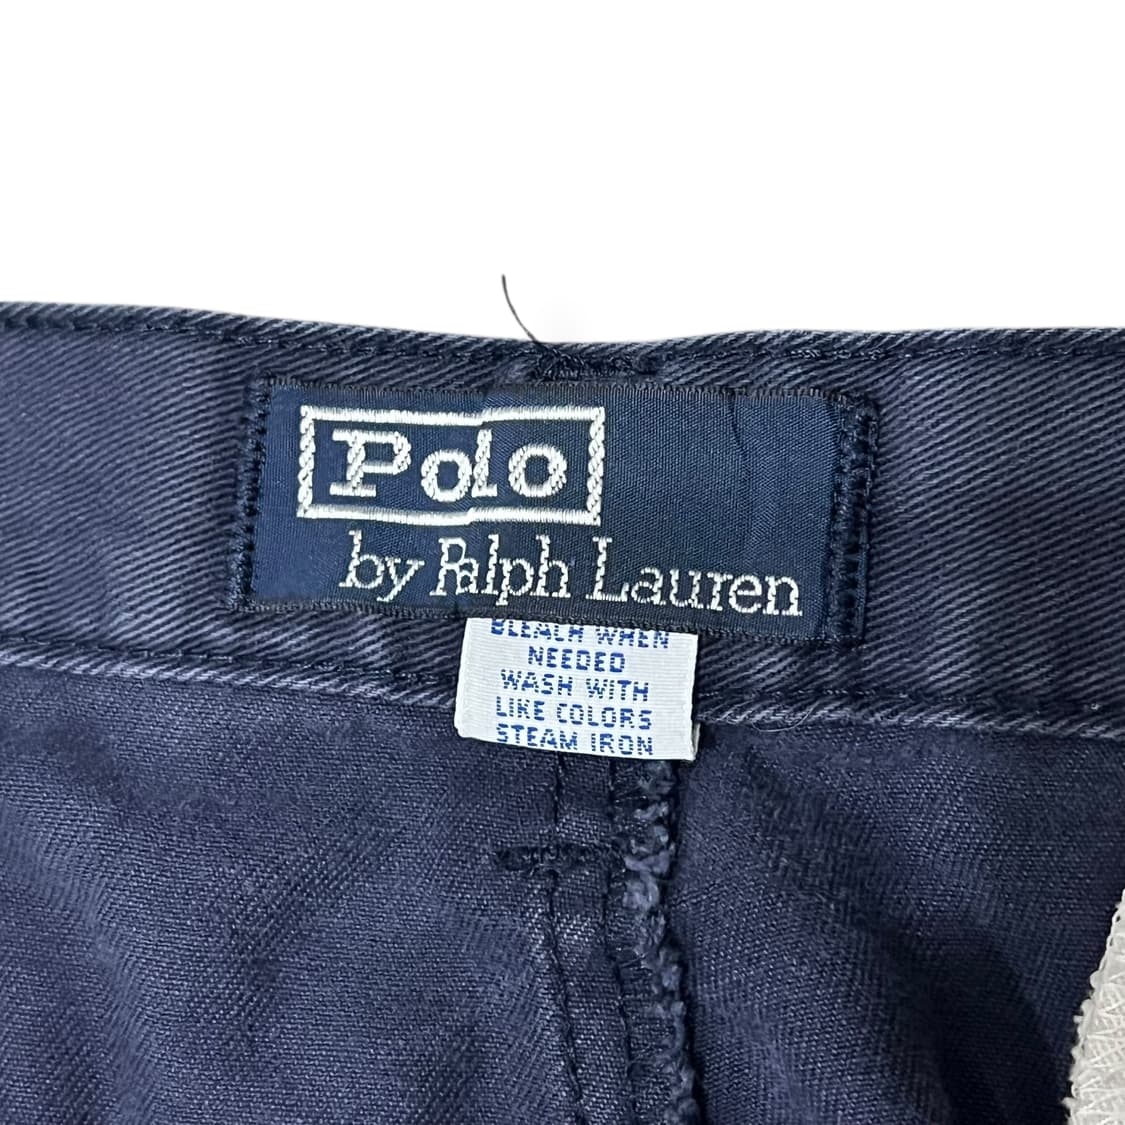 Polo
by Ralph Lauren
BLEACH WHEN
NEEDED
WASH WITH
LIKE COLORS
STEAM IRON